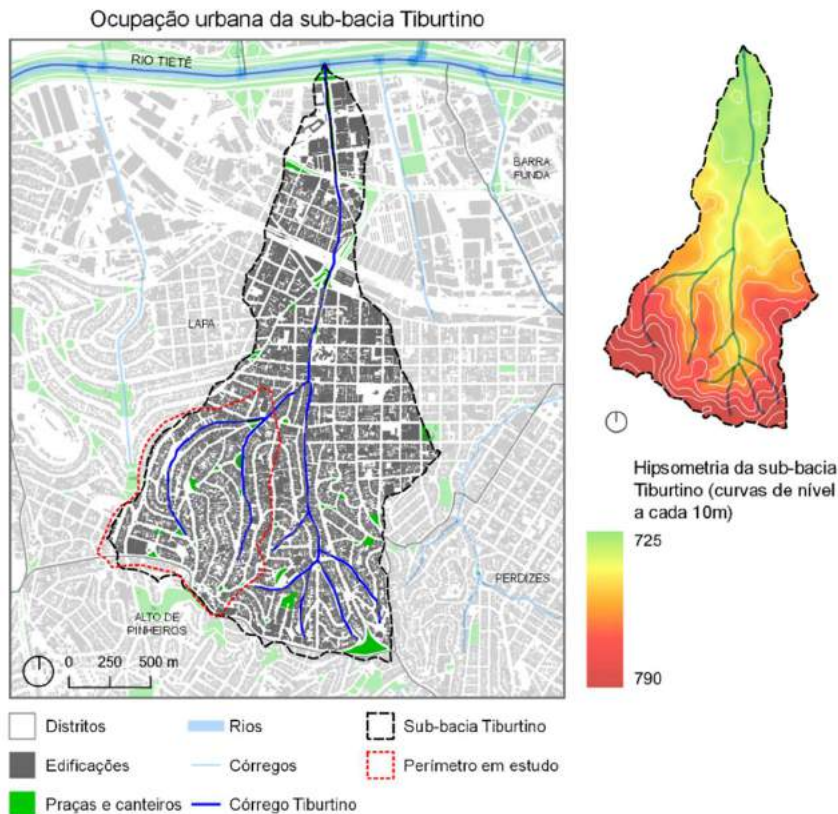 Ocupação urbana da sub-bacia Tiburtino
RIO TIETÊ
BARRA
FUNDA
LAPA
PERDIZES
ALTO DE
PINHEIROS
0 250 500 m
Hipsometria da sub-bacia
Tiburtino (curvas de nível
a cada 10m)
725
790
Distritos
Rios
Sub-bacia Tiburtino
Edificações
Córregos
Perímetro em estudo
Praças e canteiros
Córrego Tiburtino